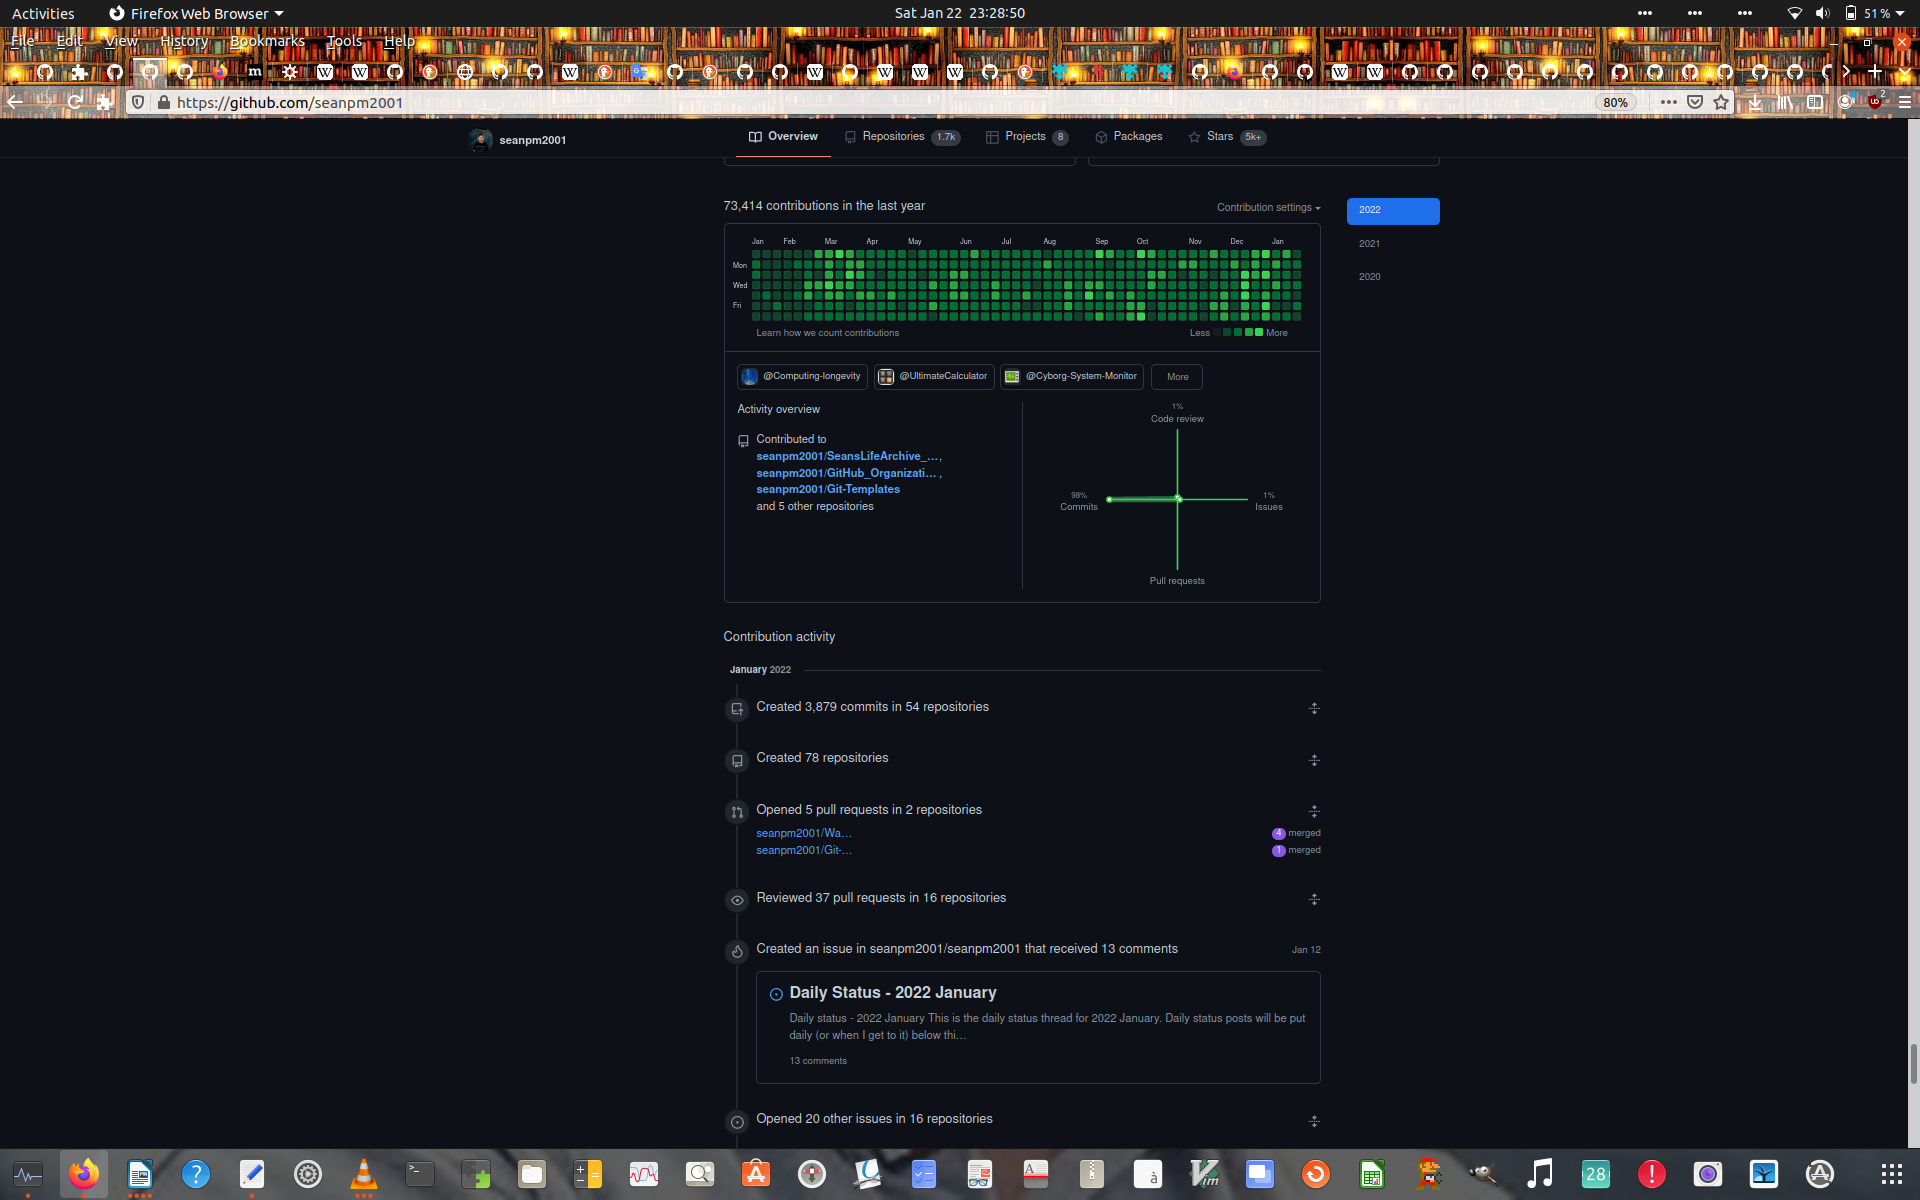 Activities
Firefox Web Browser
Sat Jan 22 23:28:50
51 %
File Edit View History Bookmarks Tools Help
https://github.com/seanpm2001
80%
2
seanpm2001
Overview
Repositories 1.7k
Projects 8
Packages
Stars 5k+
73,414 contributions in the last year
Contribution settings
2022
2021
2020
Jan Feb Mar Apr May Jun Jul Aug Sep Oct Nov Dec Jan
Mon
Wed
Fri
Learn how we count contributions
Less More
@Computing-longevity
@UltimateCalculator
@Cyborg-System-Monitor
More
Activity overview
Contributed to
seanpm2001/SeansLifeArchive_…,
seanpm2001/GitHub_Organizati… ,
seanpm2001/Git-Templates
and 5 other repositories
1%
Code review
98%
Commits
1%
Issues
Pull requests
Contribution activity
January 2022
Created 3,879 commits in 54 repositories
Created 78 repositories
Opened 5 pull requests in 2 repositories
seanpm2001/Wa…
4 merged
seanpm2001/Git-…
1 merged
Reviewed 37 pull requests in 16 repositories
Created an issue in seanpm2001/seanpm2001 that received 13 comments
Jan 12
Daily Status - 2022 January
Daily status - 2022 January This is the daily status thread for 2022 January. Daily status posts will be put
daily (or when I get to it) below thi…
13 comments
Opened 20 other issues in 16 repositories
28